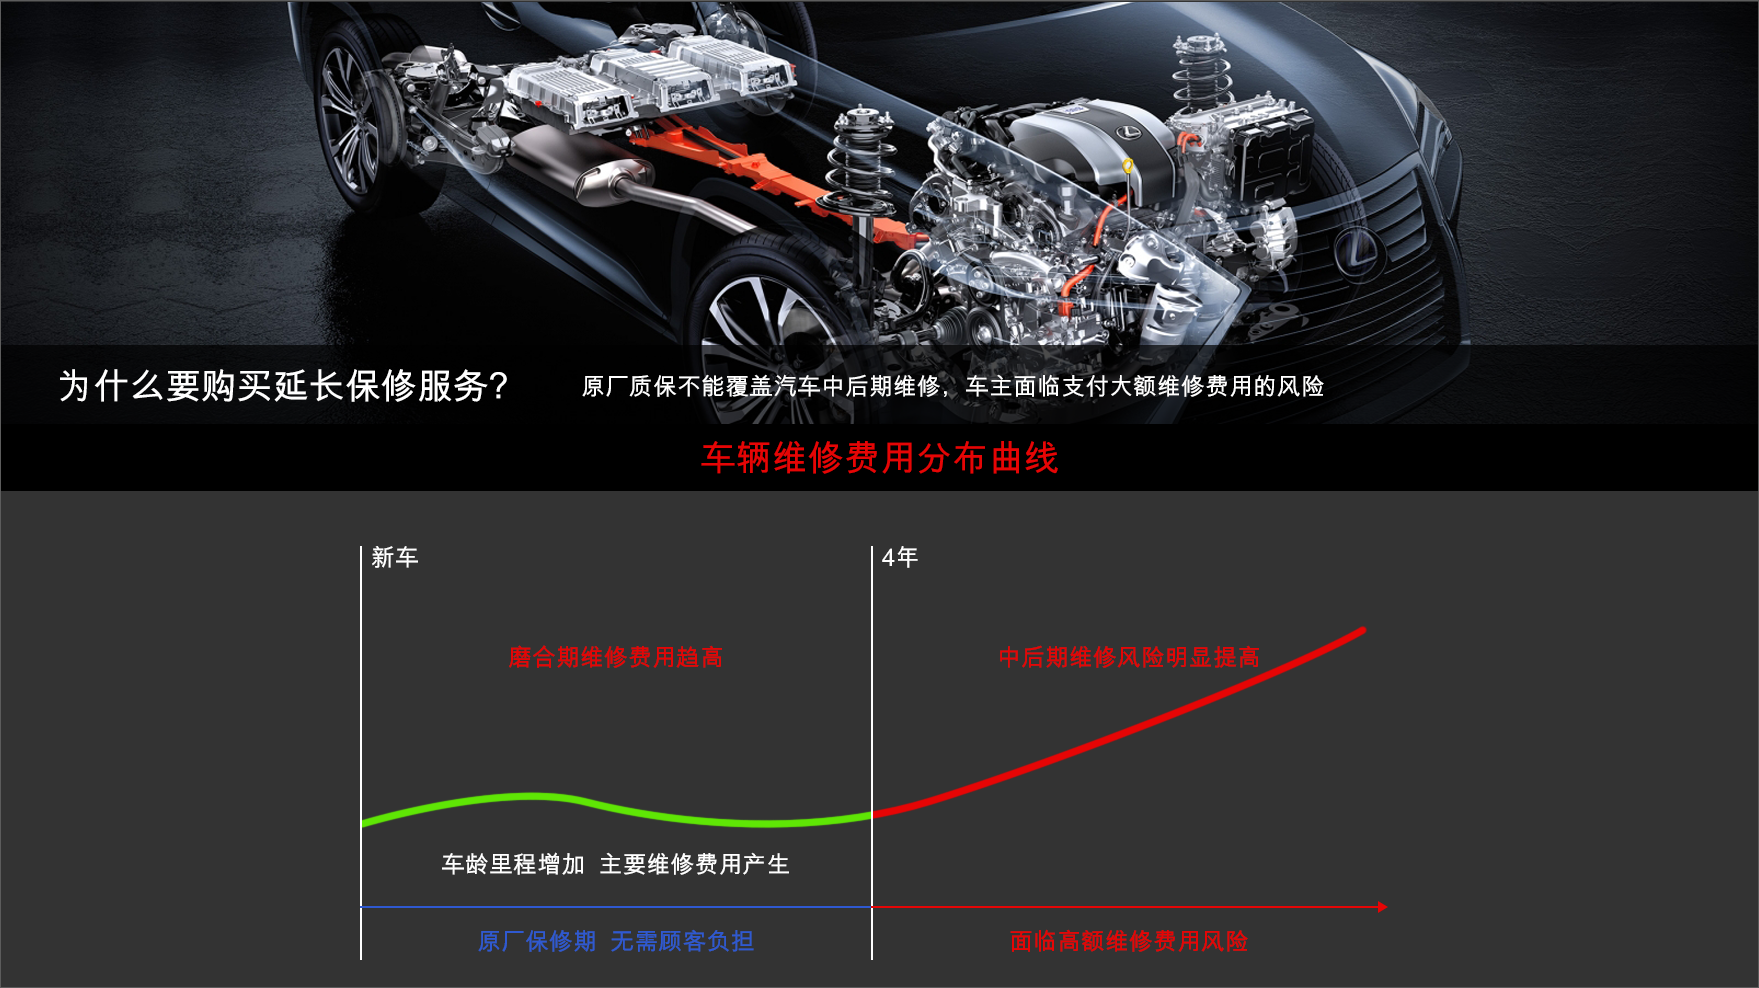 为什么要购买延长保修服务?
原厂质保不能覆盖汽车中后期维修，车主面临支付大额维修费用的风险
车辆维修费用分布曲线
新车
4年
磨合期维修费用趋高
中后期维修风险明显提高
车龄里程增加 主要维修费用产生
原厂保修期 无需顾客负担
面临高额维修费用风险